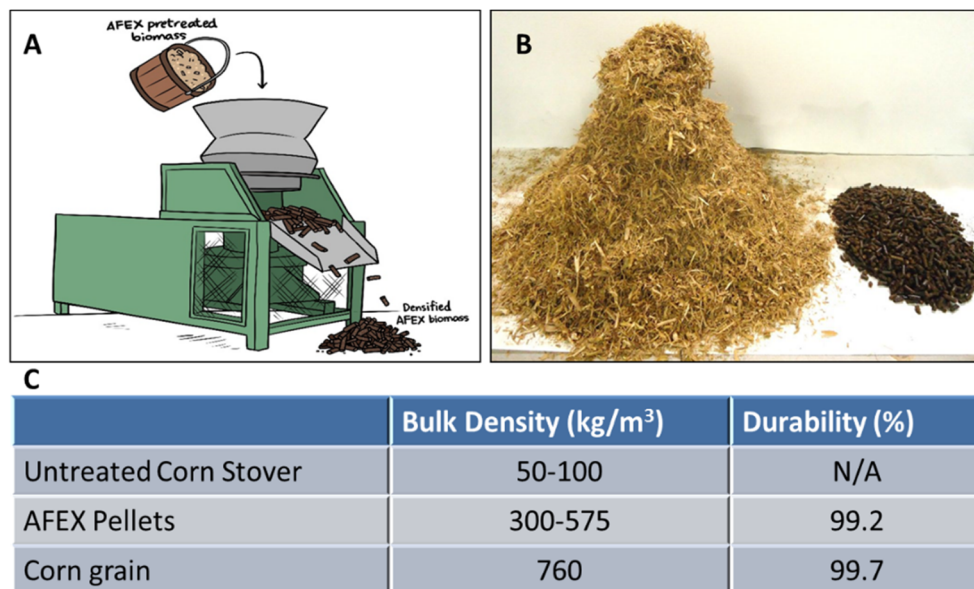 A
AFEX pretreated
biomass
Densified
AFEX biomass
B
C
Bulk Density (kg/m³) Durability (%)
Untreated Corn Stover 50-100 N/A
AFEX Pellets 300-575 99.2
Corn grain 760 99.7